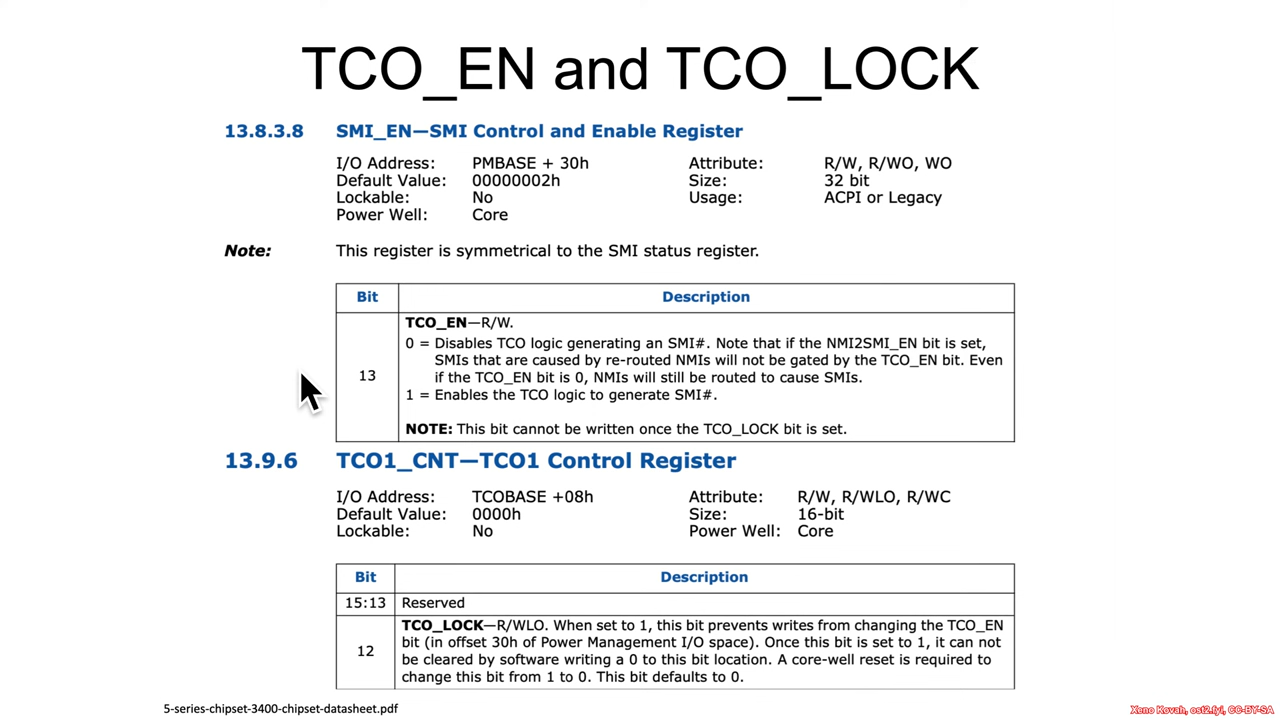 TCO_EN and TCO_LOCK
13.8.3.8 SMI_EN—SMI Control and Enable Register
I/O Address: PMBASE + 30h Attribute: R/W, R/WO, WO
Default Value: 00000002h Size: 32 bit
Lockable: No Usage: ACPI or Legacy
Power Well: Core
Note: This register is symmetrical to the SMI status register.
Bit Description
TCO_EN—R/W.
0 = Disables TCO logic generating an SMI#. Note that if the NMI2SMI_EN bit is set,
SMIs that are caused by re-routed NMIs will not be gated by the TCO_EN bit. Even
13 if the TCO_EN bit is 0, NMIs will still be routed to cause SMIs.
1 = Enables the TCO logic to generate SMI#.
NOTE: This bit cannot be written once the TCO_LOCK bit is set.
13.9.6 TCO1_CNT—TCO1 Control Register
I/O Address: TCOBASE +08h Attribute: R/W, R/WLO, R/WC
Default Value: 0000h Size: 16-bit
Lockable: No Power Well: Core
Bit Description
15:13 Reserved
TCO_LOCK—R/WLO. When set to 1, this bit prevents writes from changing the TCO_EN
bit (in offset 30h of Power Management I/O space). Once this bit is set to 1, it can not
12 be cleared by software writing a 0 to this bit location. A core-well reset is required to
change this bit from 1 to 0. This bit defaults to 0.
5-series-chipset-3400-chipset-datasheet.pdf
Xeno Kovah, ost2.fyi, CC-BY-SA